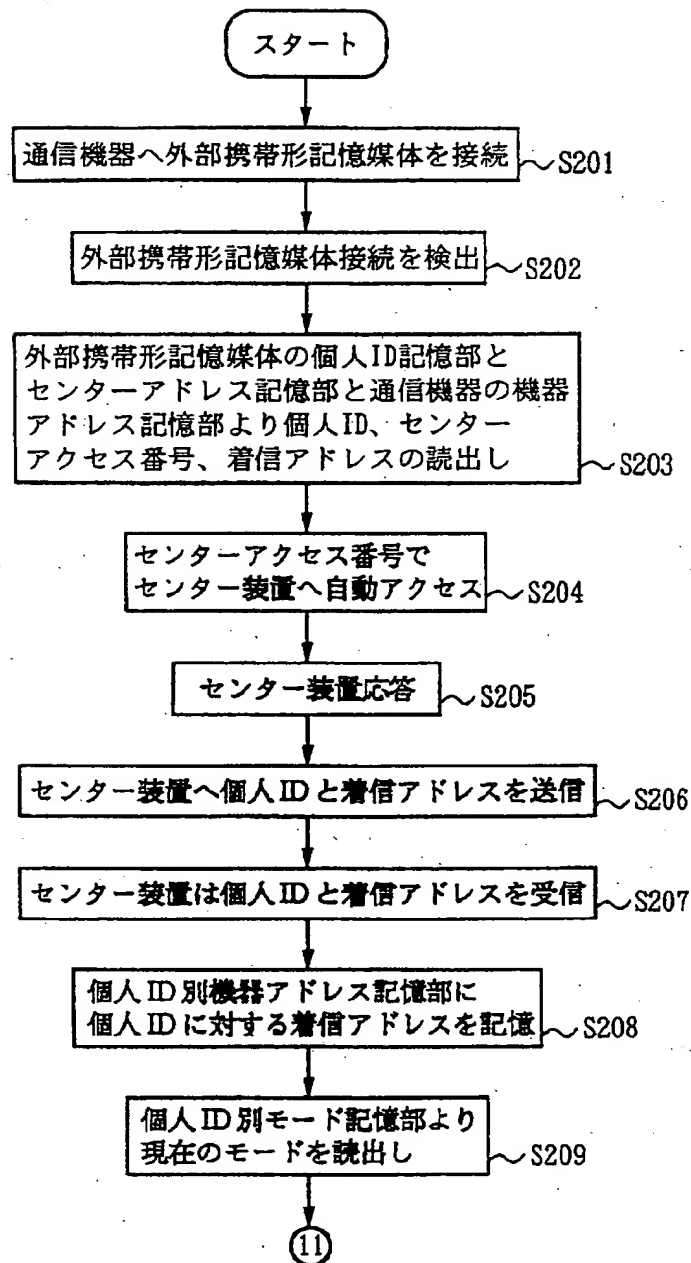 スタート
通信機器へ外部携帯形記憶媒体を接続
S201
外部携帯形記憶媒体接続を検出
S202
外部携帯形記憶媒体の個人ID記憶部と
センターアドレス記憶部と通信機器の機器
アドレス記憶部より個人ID、センター
アクセス番号、着信アドレスの読出し
S203
センターアクセス番号で
センター装置へ自動アクセス
S204
センター装置応答
S205
センター装置へ個人IDと着信アドレスを送信
S206
センター装置は個人IDと着信アドレスを受信
S207
個人ID別機器アドレス記憶部に
個人IDに対する着信アドレスを記憶
S208
個人ID別モード記憶部より
現在のモードを読出し
S209
11